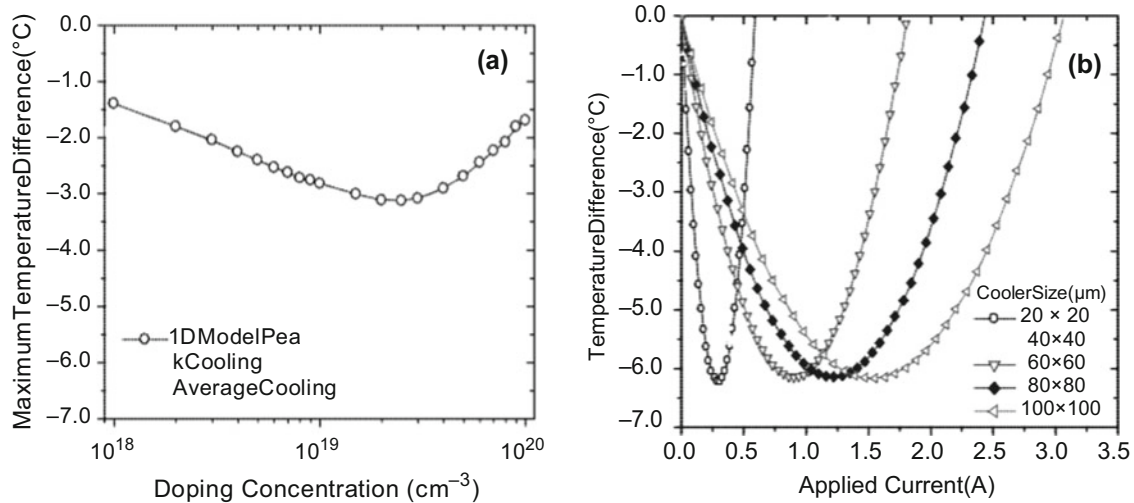 0.0
(a)
−1.0
−2.0
−3.0
−4.0
−5.0
−6.0
−7.0
MaximumTemperatureDifference(°C)
1DModelPea
kCooling
AverageCooling
10^18
10^19
10^20
Doping Concentration (cm^−3)
0.0
(b)
−1.0
−2.0
−3.0
−4.0
−5.0
−6.0
−7.0
TemperatureDifference(°C)
CoolerSize(μm)
20 × 20
40×40
60×60
80×80
100×100
0.0 0.5 1.0 1.5 2.0 2.5 3.0 3.5
Applied Current(A)